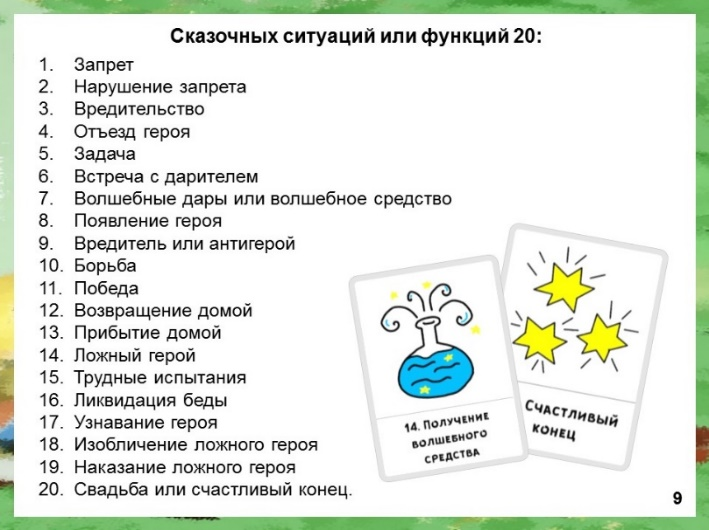 Сказочных ситуаций или функций 20:
1. Запрет
2. Нарушение запрета
3. Вредительство
4. Отъезд героя
5. Задача
6. Встреча с дарителем
7. Волшебные дары или волшебное средство
8. Появление героя
9. Вредитель или антигерой
10. Борьба
11. Победа
12. Возвращение домой
13. Прибытие домой
14. Ложный герой
15. Трудные испытания
16. Ликвидация беды
17. Узнавание героя
18. Изобличение ложного героя
19. Наказание ложного героя
20. Свадьба или счастливый конец.
14. Получение
волшебного
средства
Счастливый
конец
9